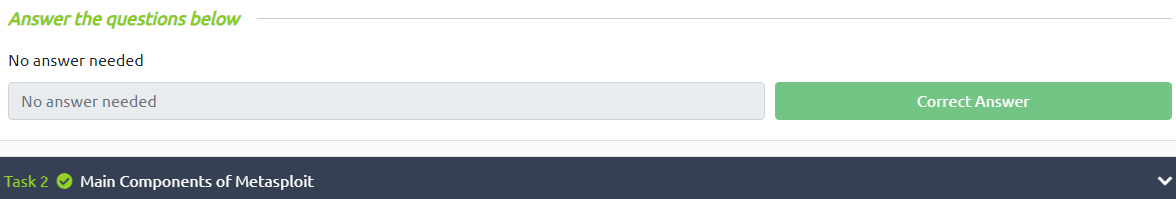 Answer the questions below
No answer needed
No answer needed
Correct Answer
Task 2 Main Components of Metasploit